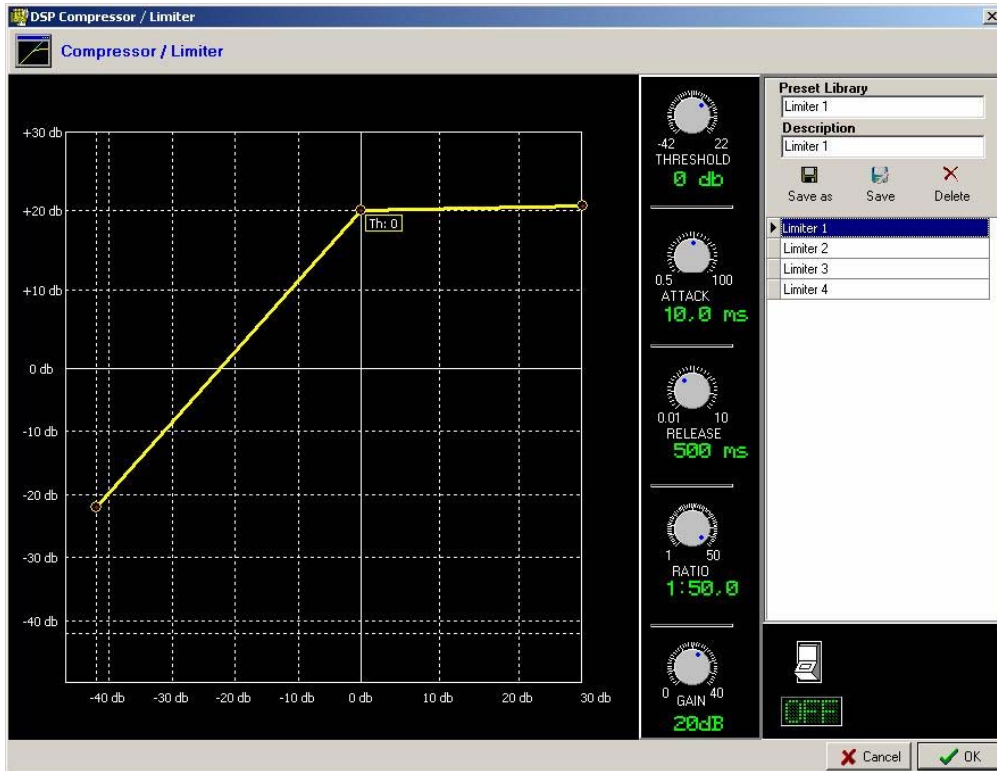 DSP Compressor / Limiter
Compressor / Limiter
+30 db
+20 db
+10 db
0 db
-10 db
-20 db
-30 db
-40 db
Th: 0
-40 db
-30 db
-20 db
-10 db
0 db
10 db
20 db
30 db
-42 22
THRESHOLD
0 db
0.5 100
ATTACK
10,0 ms
0.01 10
RELEASE
500 ms
1 50
RATIO
1:50,0
0 GAIN 40
20dB
Preset Library
Limiter 1
Description
Limiter 1
Save as Save Delete
Limiter 1
Limiter 2
Limiter 3
Limiter 4
OFF
Cancel OK